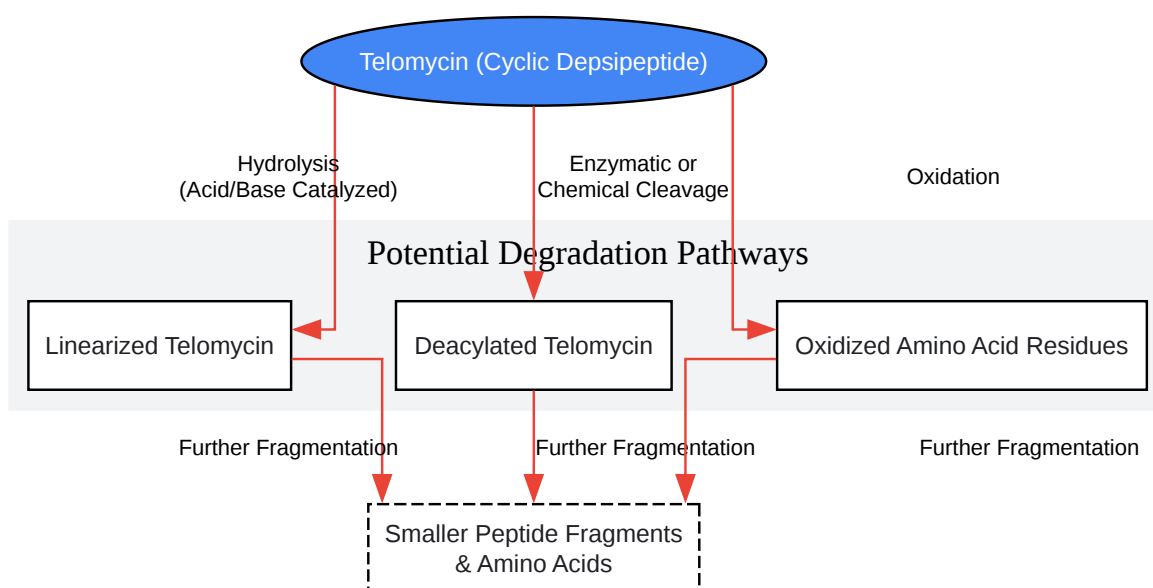 Telomycin (Cyclic Depsipeptide)
Hydrolysis
(Acid/Base Catalyzed)
Enzymatic or
Chemical Cleavage
Oxidation
Potential Degradation Pathways
Linearized Telomycin
Deacylated Telomycin
Oxidized Amino Acid Residues
Further Fragmentation
Further Fragmentation
Further Fragmentation
Smaller Peptide Fragments
& Amino Acids